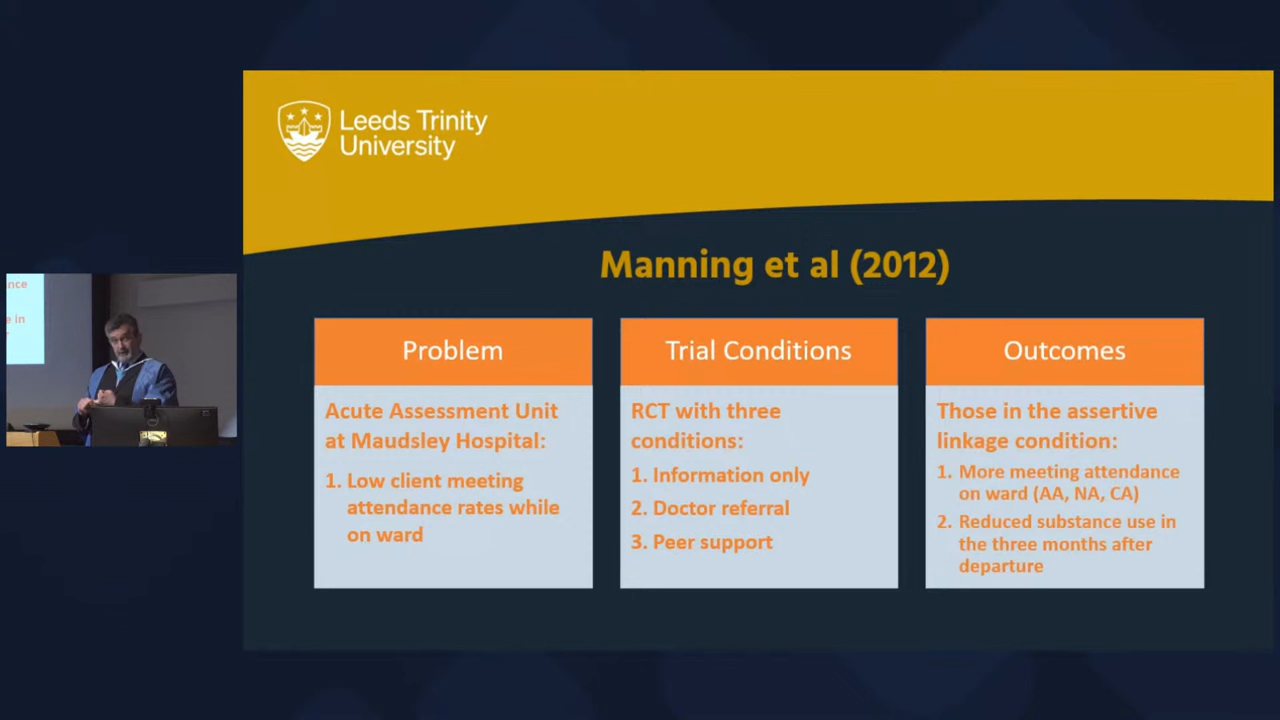 Leeds Trinity
University
Manning et al (2012)
Problem
Acute Assessment Unit
at Maudsley Hospital:
1. Low client meeting
attendance rates while
on ward
Trial Conditions
RCT with three
conditions:
1. Information only
2. Doctor referral
3. Peer support
Outcomes
Those in the assertive
linkage condition:
1. More meeting attendance
on ward (AA, NA, CA)
2. Reduced substance use in
the three months after
departure
nce
e in